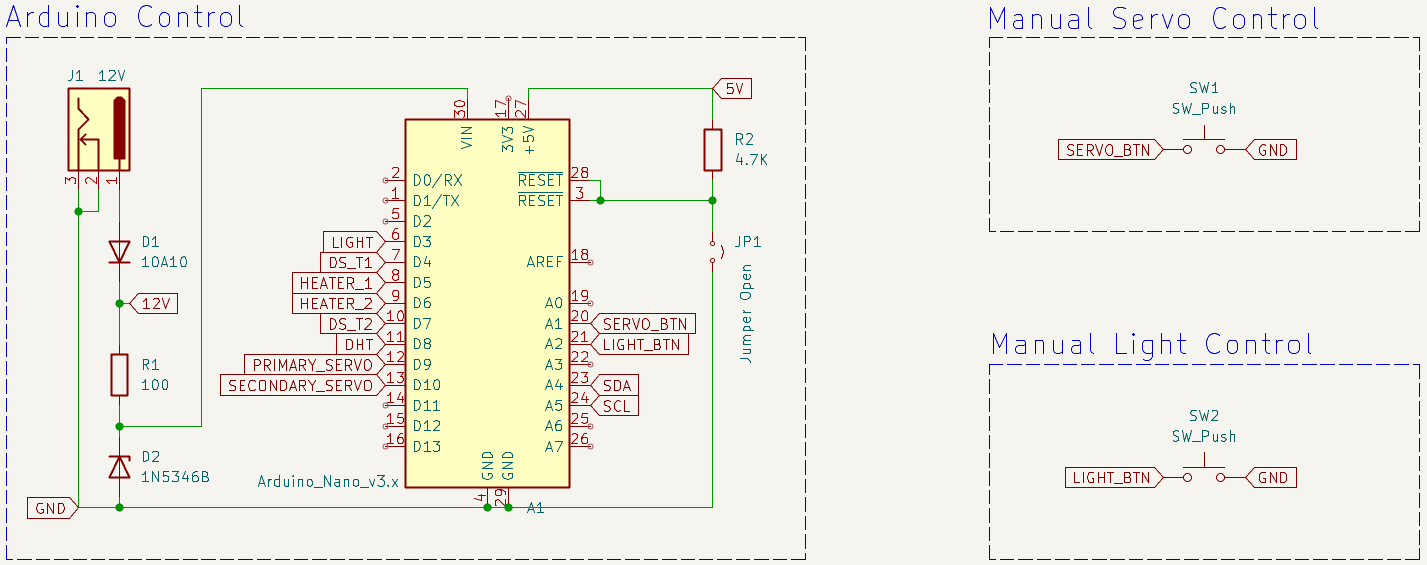 Arduino Control
Manual Servo Control
J1 12V
3
2
1
D1
10A10
12V
R1
100
D2
1N5346B
GND
30
17
27
VIN
3V3
+5V
5V
R2
4.7K
2 D0/RX
1 D1/TX
5 D2
LIGHT 6 D3
DS_T1 7 D4
HEATER_1 8 D5
HEATER_2 9 D6
DS_T2 10 D7
DHT 11 D8
PRIMARY_SERVO 12 D9
SECONDARY_SERVO 13 D10
14 D11
15 D12
16 D13
RESET 28
RESET 3
AREF 18
A0 19
A1 20 SERVO_BTN
A2 21 LIGHT_BTN
A3 22
A4 23 SDA
A5 24 SCL
A6 25
A7 26
GND
GND
4
29
Arduino_Nano_v3.x
A1
JP1
Jumper Open
SW1
SW_Push
SERVO_BTN GND
Manual Light Control
SW2
SW_Push
LIGHT_BTN GND